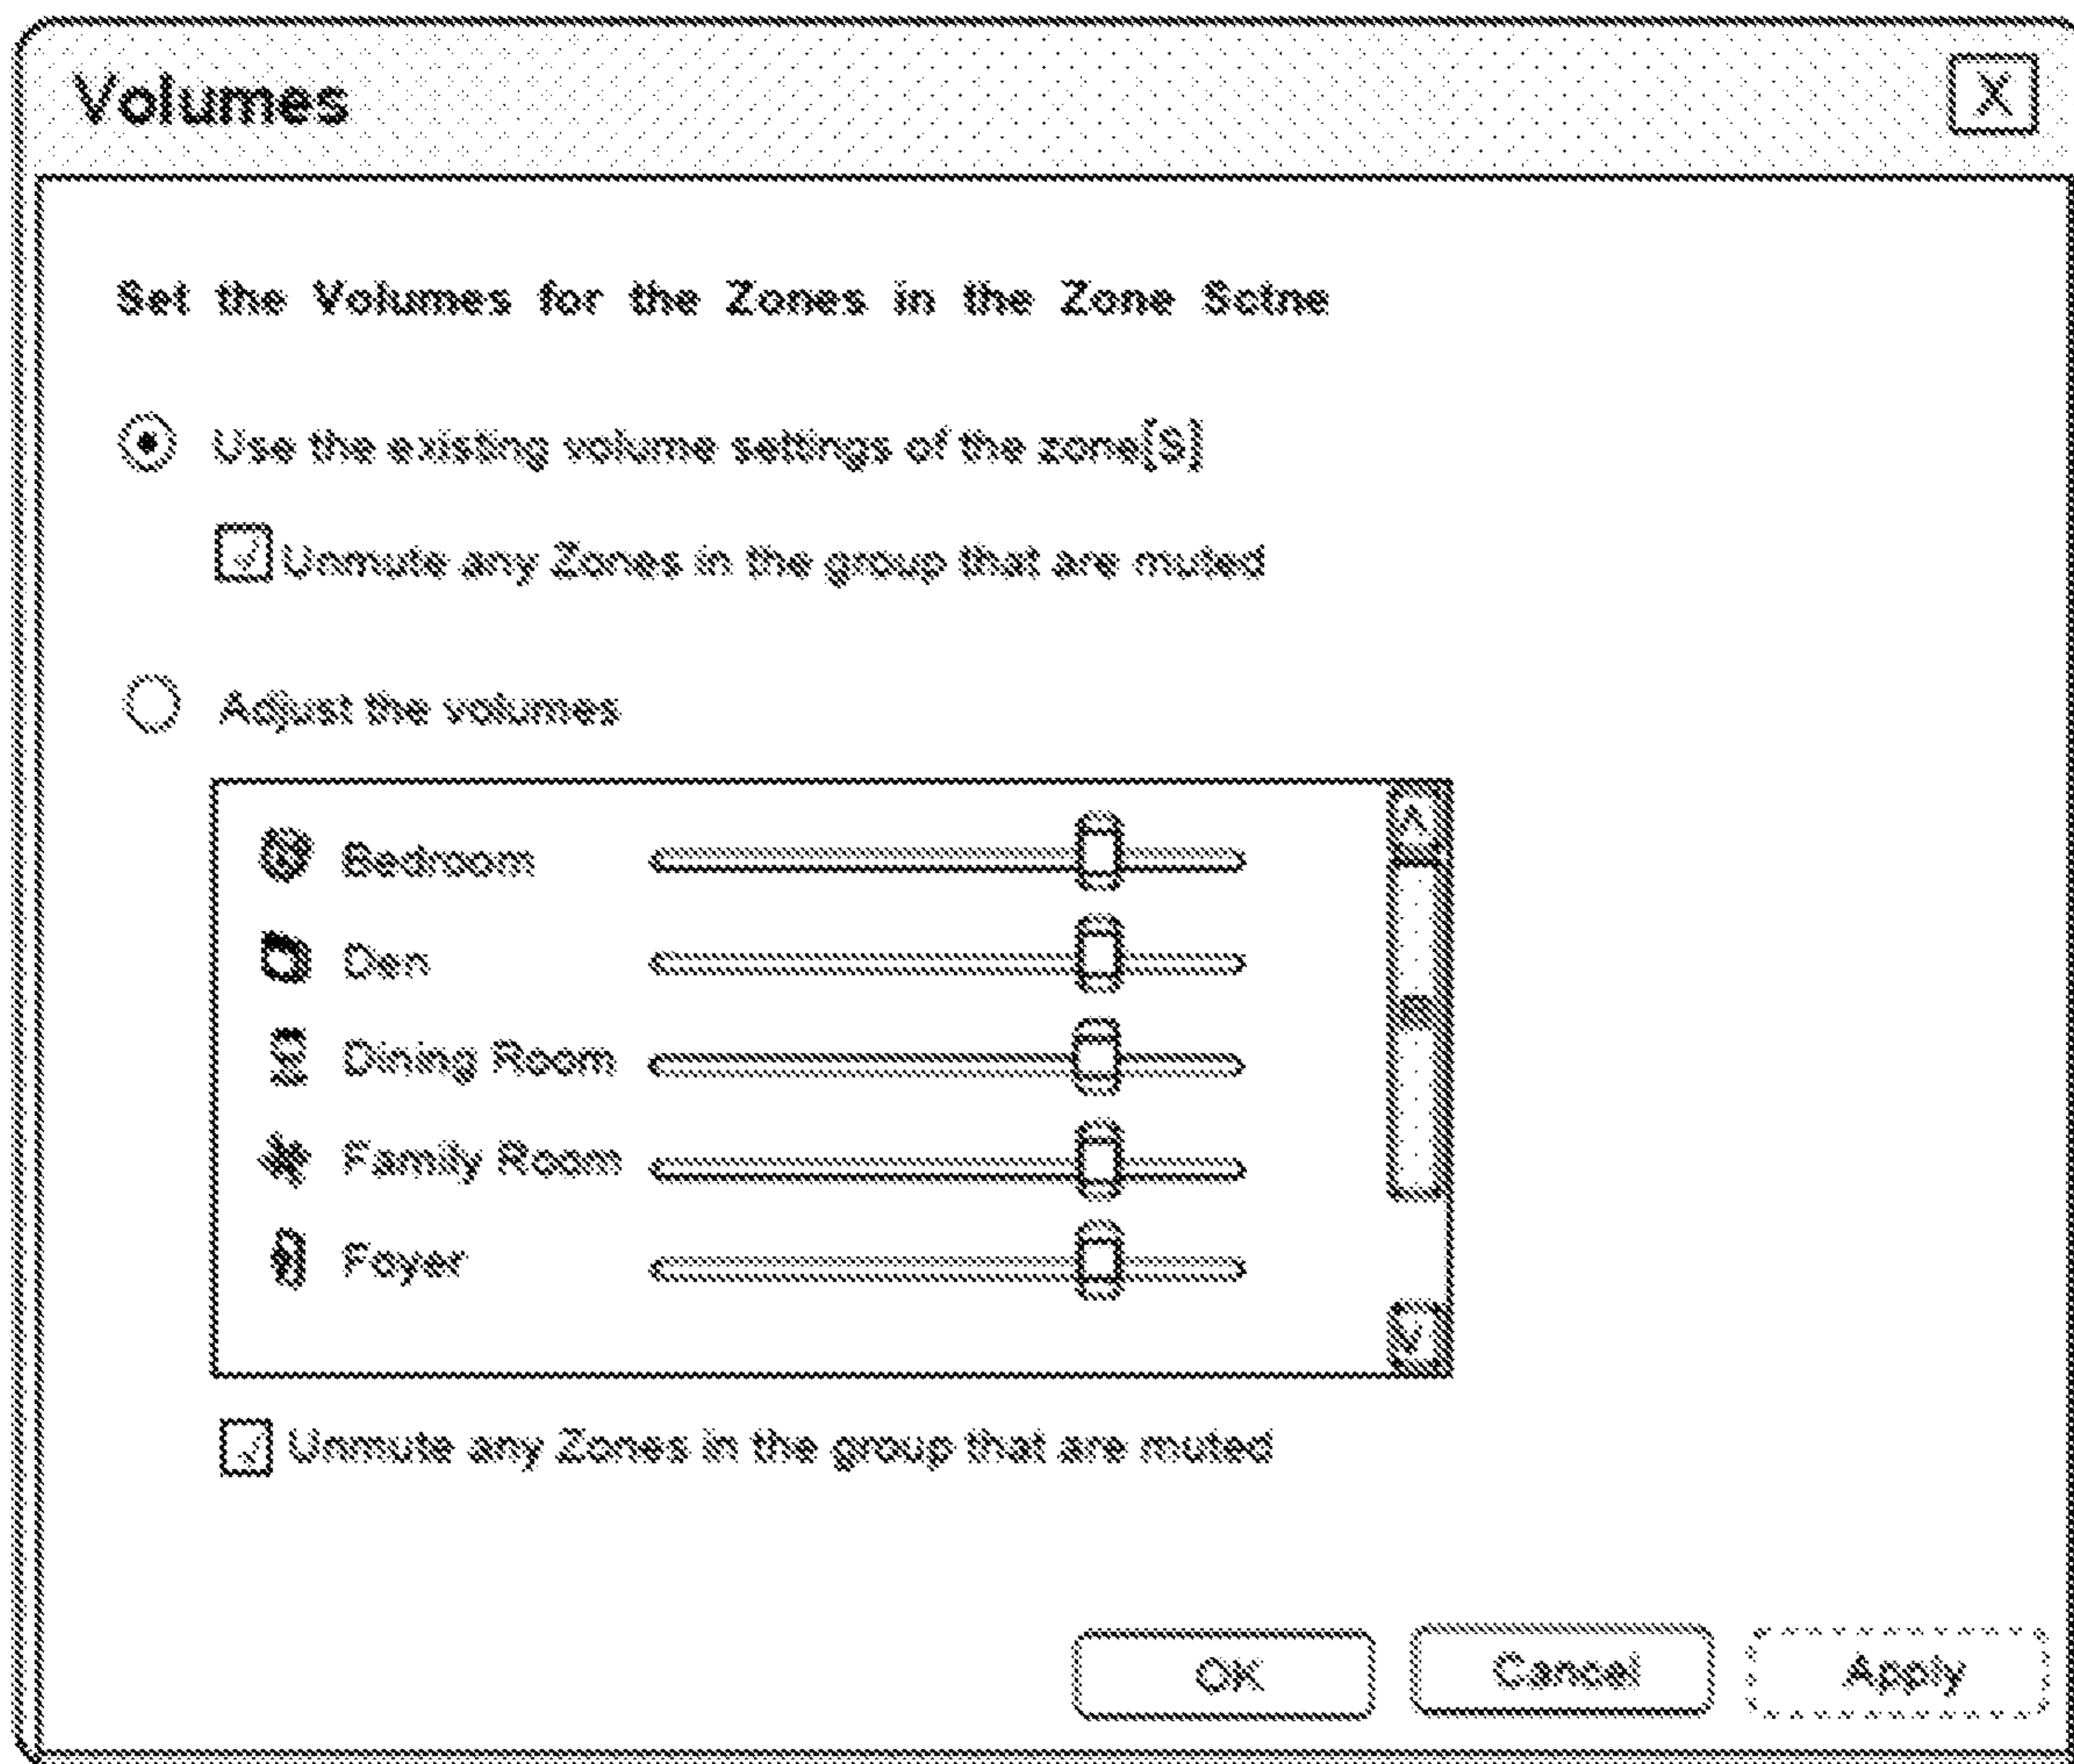 Volumes
X
Set the Volumes for the Zones in the Zone Sctne
Use the existing volume settings of the zone[S]
Unmute any Zones in the group that are muted
Adjust the volumes
Bedroom
Den
Dining Room
Family Room
Foyer
Unmute any Zones in the group that are muted
OK Cancel Apply